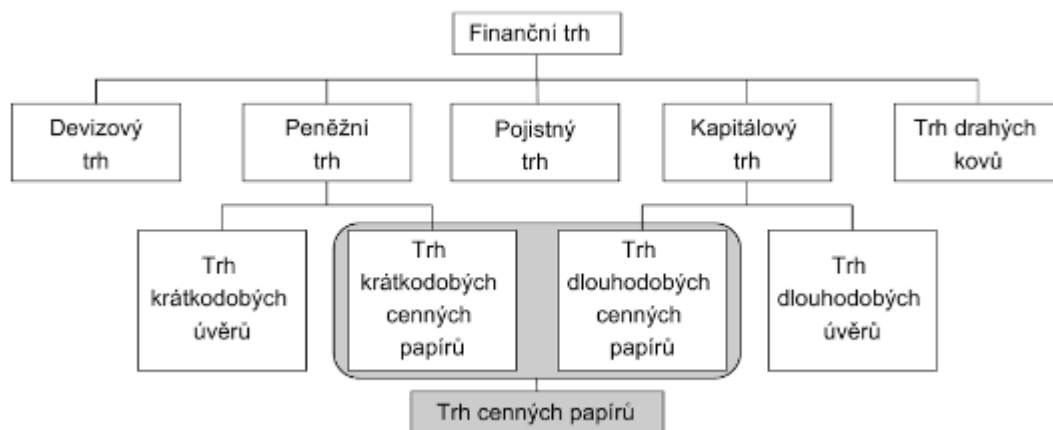 Finanční trh
Devizový
trh
Peněžní
trh
Pojistný
trh
Kapitálový
trh
Trh drahých
kovů
Trh
krátkodobých
úvěrů
Trh
krátkodobých
cenných
papírů
Trh
dlouhodobých
cenných
papírů
Trh
dlouhodobých
úvěrů
Trh cenných papírů